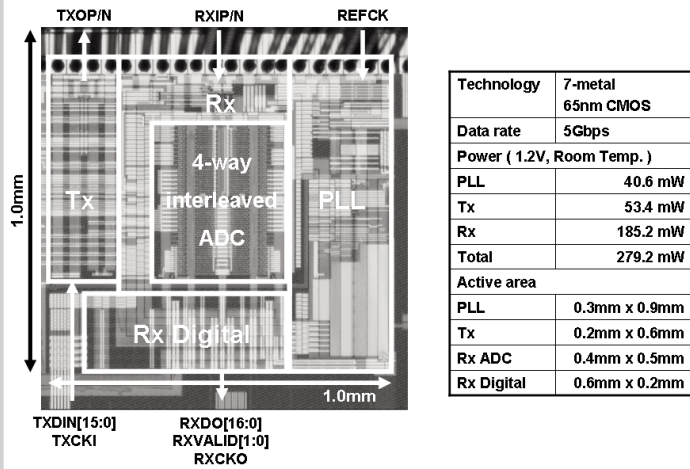 TXOP/N RXIP/N REFCK
Rx
4-way
interleaved
ADC
Tx
PLL
1.0mm
Rx Digital
1.0mm
TXDIN[15:0]
TXCKI
RXDO[16:0]
RXVALID[1:0]
RXCKO
Technology 7-metal
65nm CMOS
Data rate 5Gbps
Power ( 1.2V, Room Temp. )
PLL 40.6 mW
Tx 53.4 mW
Rx 185.2 mW
Total 279.2 mW
Active area
PLL 0.3mm x 0.9mm
Tx 0.2mm x 0.6mm
Rx ADC 0.4mm x 0.5mm
Rx Digital 0.6mm x 0.2mm